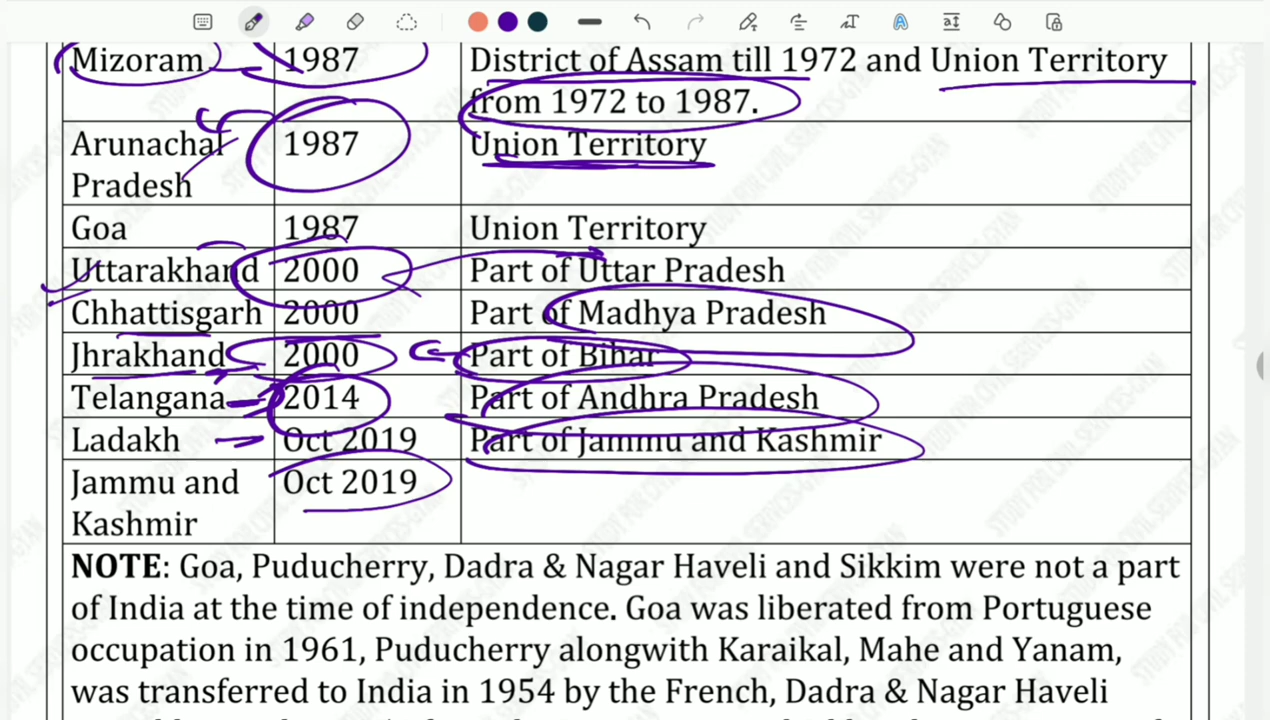 Mizoram 1987 District of Assam till 1972 and Union Territory
from 1972 to 1987.
Arunachal 1987 Union Territory
Pradesh
Goa 1987 Union Territory
Uttarakhand 2000 Part of Uttar Pradesh
Chhattisgarh 2000 Part of Madhya Pradesh
Jhrakhand 2000 Part of Bihar
Telangana 2014 Part of Andhra Pradesh
Ladakh Oct 2019 Part of Jammu and Kashmir
Jammu and Oct 2019
Kashmir
NOTE: Goa, Puducherry, Dadra & Nagar Haveli and Sikkim were not a part
of India at the time of independence. Goa was liberated from Portuguese
occupation in 1961, Puducherry alongwith Karaikal, Mahe and Yanam,
was transferred to India in 1954 by the French, Dadra & Nagar Haveli